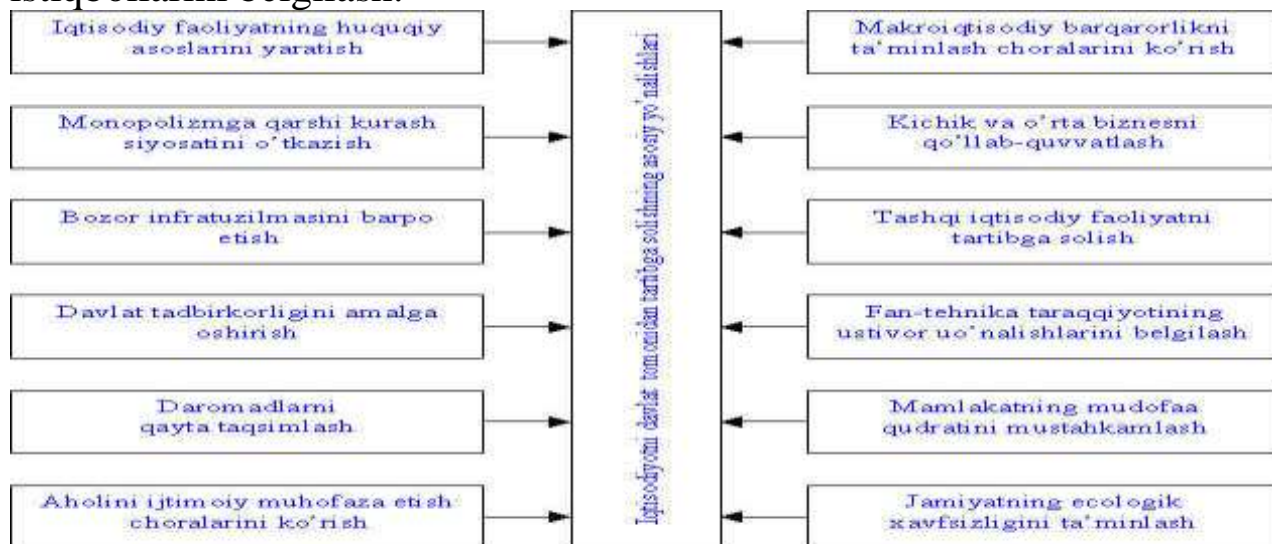 istiqbollarini belgilash.
Iqtisodiy faoliyatning huquqiy
asoslarini yaratish
Monopolizmga qarshi kurash
siyosatini o'tkazish
Bozor infratuzilmasini barpo
etish
Davlat tadbirkorligini amalga
oshirish
Daromadlarni
qayta taqsimlash
Aholini ijtimoiy muhofaza etish
choralarini ko'rish
Iqtisodiyotni davlat tomonidan tartibga solishning asosiy yo'nalishlari
Makroiqtisodiy barqarorlikni
ta'minlash choralarini ko'rish
Kichik va o'rta biznesni
qo'llab-quvvatlash
Tashqi iqtisodiy faoliyatni
tartibga solish
Fan-tehnika taraqqiyotining
ustivor uo'nalishlarini belgilash
Mamlakatning mudofaa
qudratini mustahkamlash
Jamiyatning ecologik
xavfsizligini ta'minlash